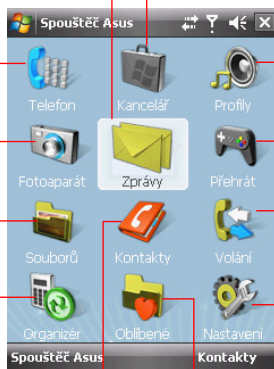 Spouštěč Asus
Telefon Kancelář Profily
Fotoaparát Zprávy Přehrát
Souborů Kontakty Volání
Organizér Oblíbené Nastavení
Spouštěč Asus Kontakty